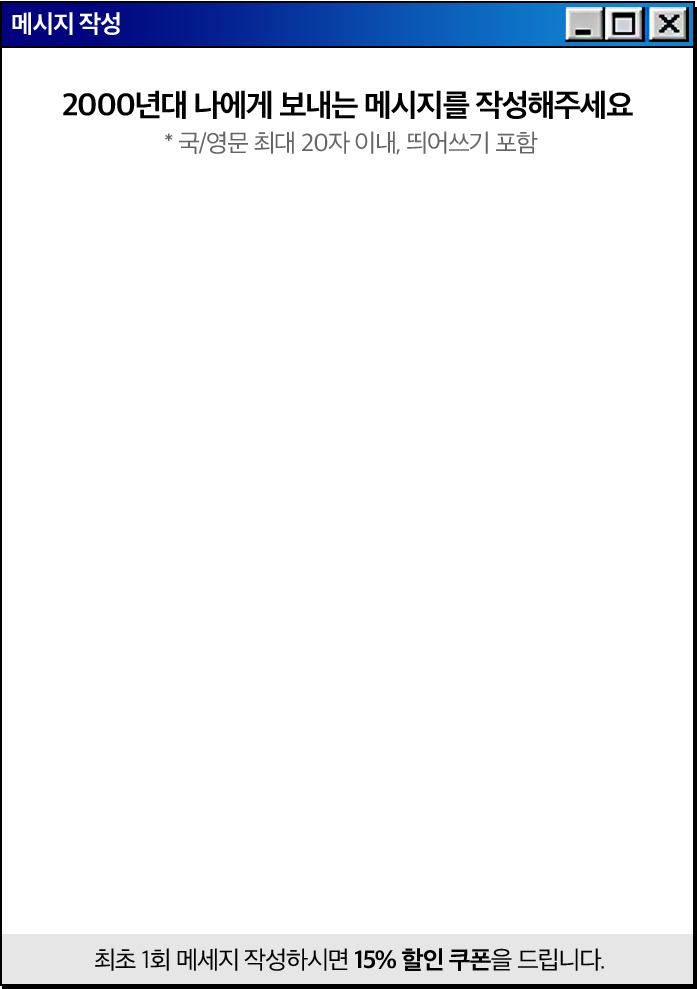 메시지 작성
2000년대 나에게 보내는 메시지를 작성해주세요
* 국/영문 최대 20자 이내, 띄어쓰기 포함
최초 1회 메세지 작성하시면 15% 할인 쿠폰을 드립니다.